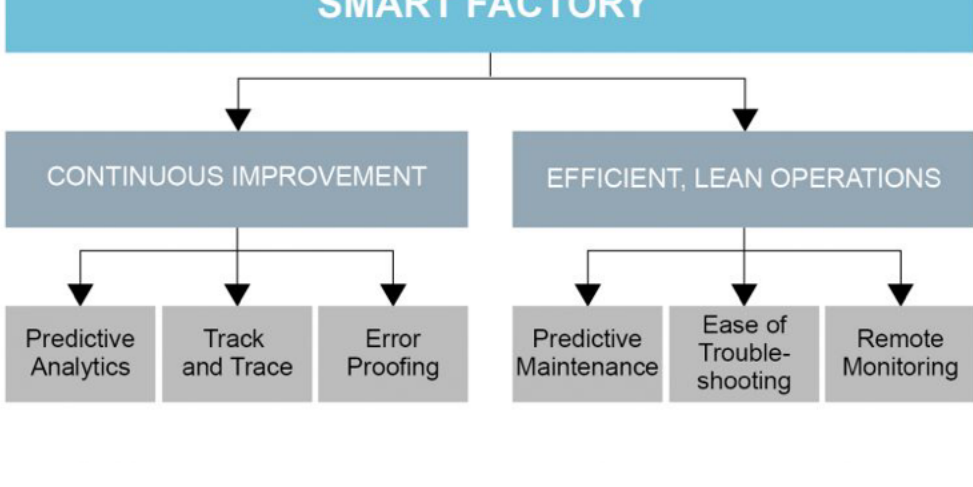 SMART FACTORY
CONTINUOUS IMPROVEMENT
EFFICIENT, LEAN OPERATIONS
Predictive
Analytics
Track
and Trace
Error
Proofing
Predictive
Maintenance
Ease of
Trouble-
shooting
Remote
Monitoring